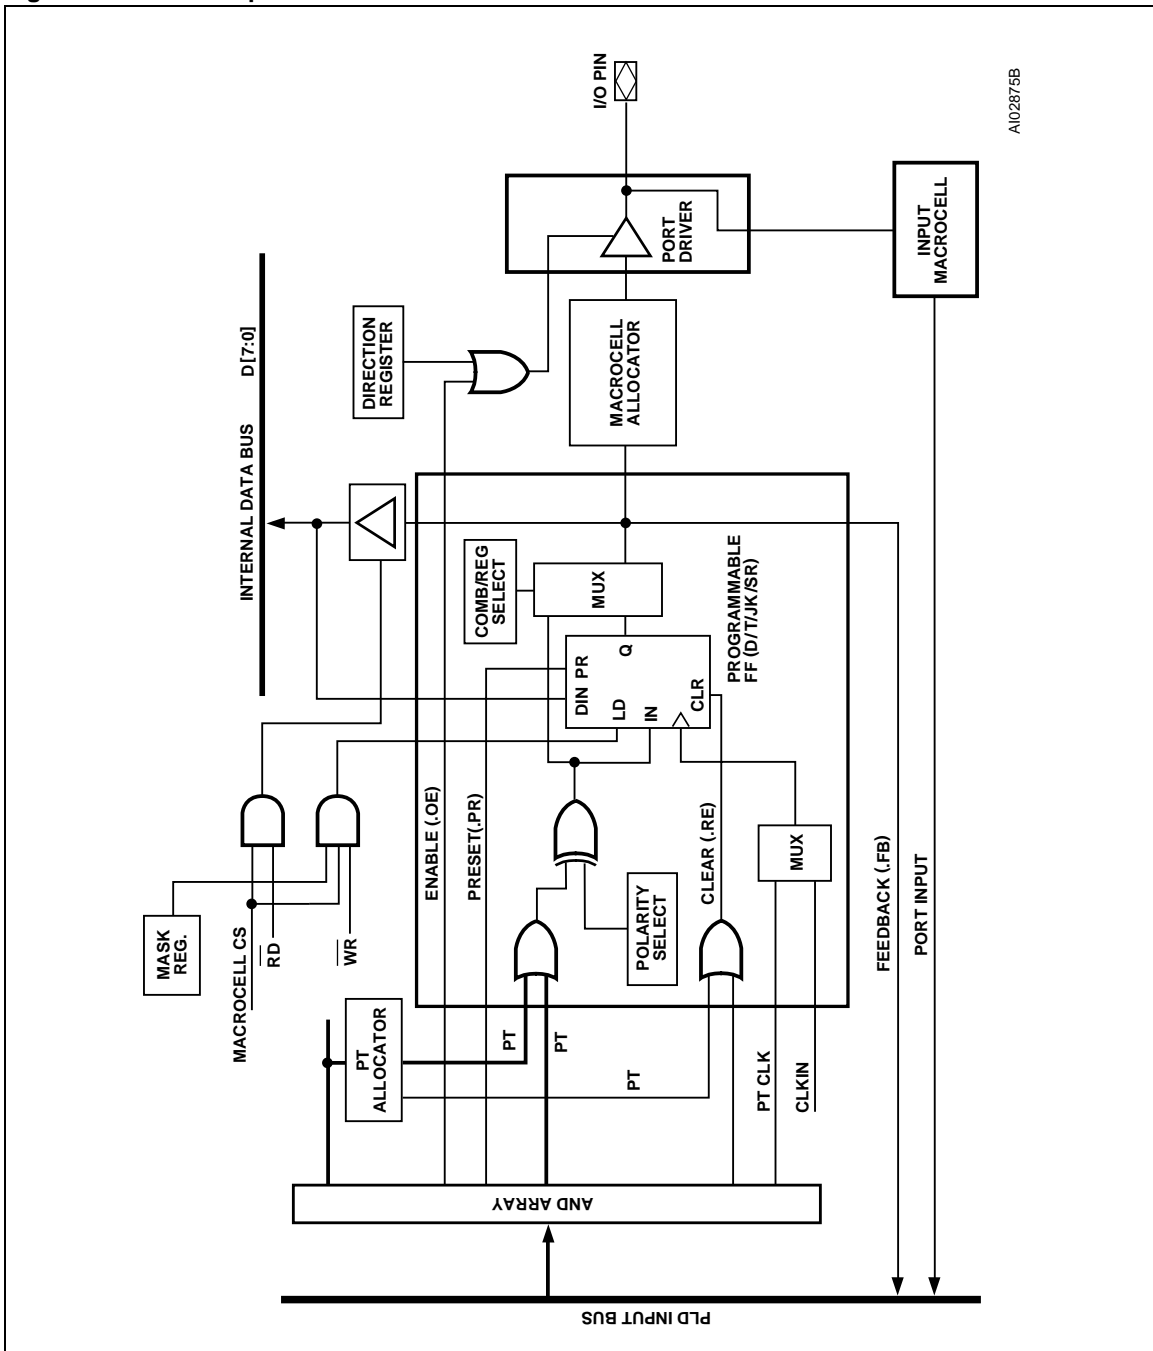 I/O PIN
AI02875B
PORT
DRIVER
INPUT
MACROCELL
INTERNAL DATA BUS D[7:0]
DIRECTION
REGISTER
MACROCELL
ALLOCATOR
COMB/REG
SELECT
MUX
PROGRAMMABLE
FF (D/T/JK/SR)
DIN PR
Q
LD
IN
CLR
ENABLE (.OE)
PRESET(.PR)
CLEAR (.RE)
MUX
FEEDBACK (.FB)
PORT INPUT
POLARITY
SELECT
MASK
REG.
MACROCELL CS
RD
WR
PT
ALLOCATOR
PT
PT
PT
PT CLK
CLKIN
AND ARRAY
PLD INPUT BUS